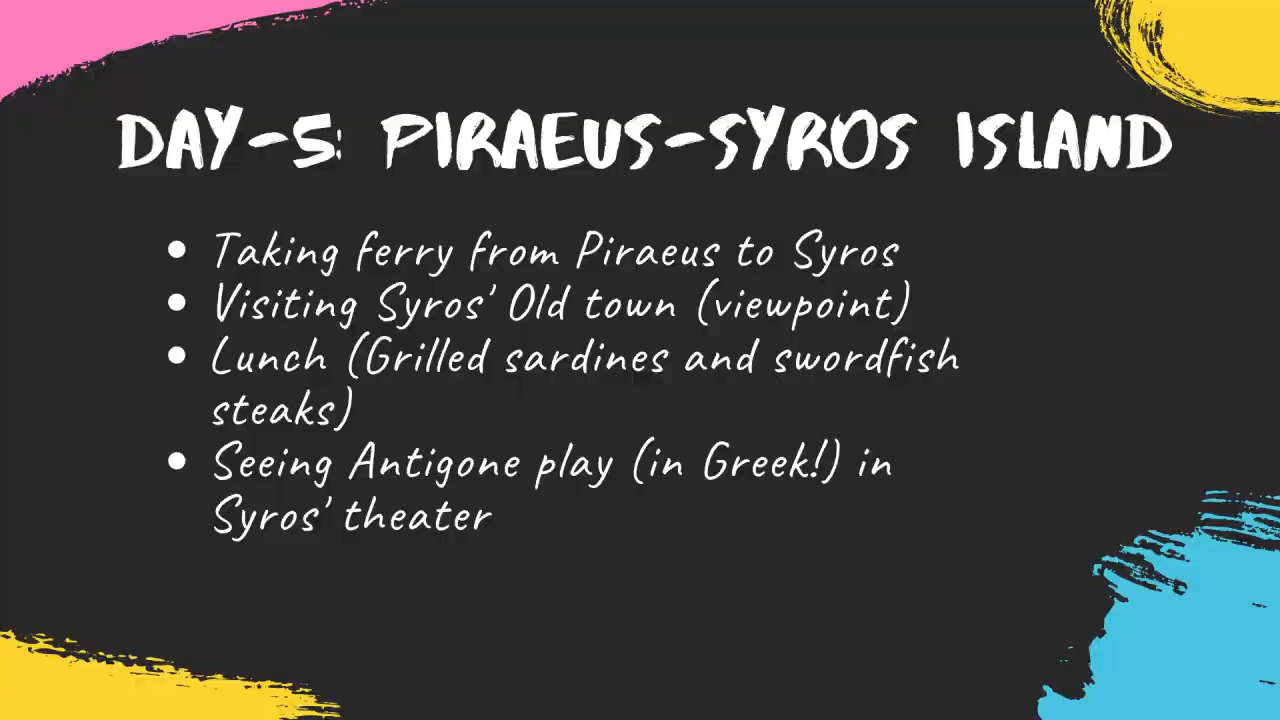 DAY-5: PIRAEUS-SYROS ISLAND
• Taking ferry from Piraeus to Syros
• Visiting Syros' Old town (viewpoint)
• Lunch (Grilled sardines and swordfish
steaks)
• Seeing Antigone play (in Greek!) in
Syros' theater